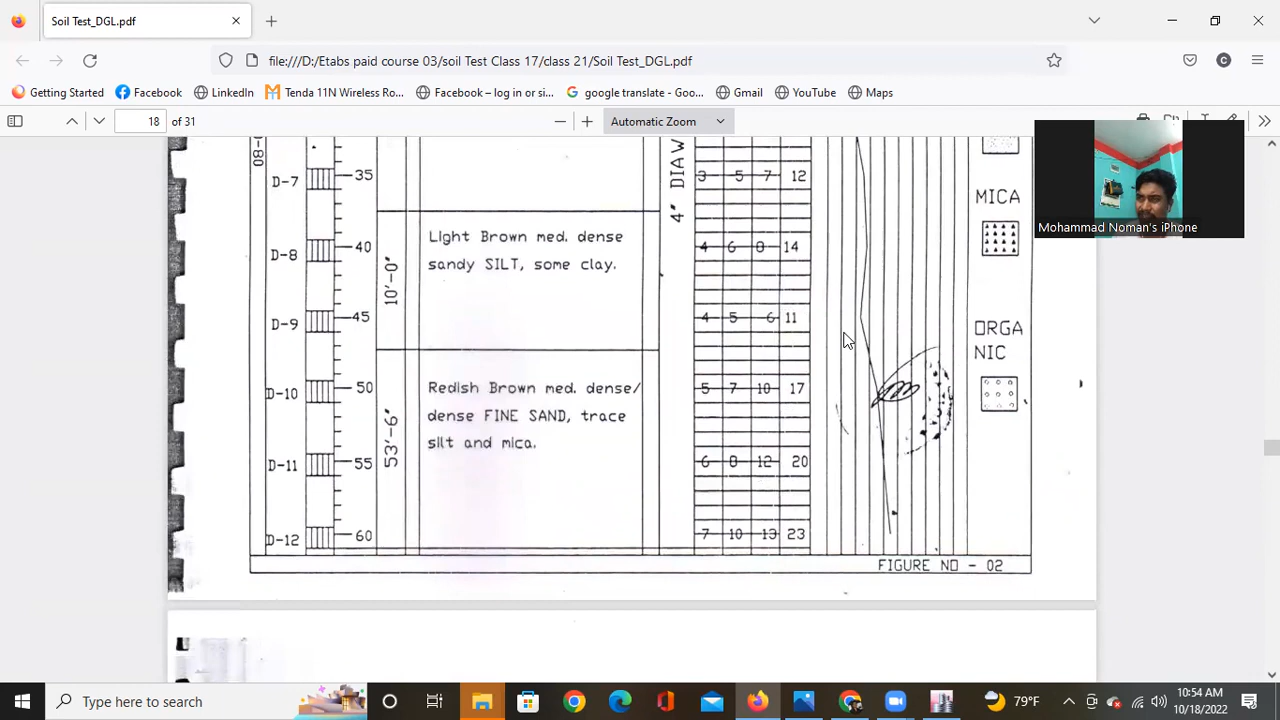 Soil Test_DGL.pdf
file:///D:/Etabs paid course 03/soil Test Class 17/class 21/Soil Test_DGL.pdf
Getting Started
Facebook
LinkedIn
Tenda 11N Wireless Ro...
Facebook – log in or si...
google translate - Goo...
Gmail
YouTube
Maps
18 of 31
Automatic Zoom
Mohammad Noman's iPhone
4" DIAW
D-7 35 3 5 7 12
MICA
D-8 40 4 6 8 14
10'-0"
Light Brown med. dense
sandy SILT, some clay.
D-9 45 4 5 6 11
ORGA
NIC
D-10 50 5 7 10 17
53'-6"
Redish Brown med. dense/
dense FINE SAND, trace
silt and mica.
D-11 55 6 8 12 20
D-12 60 7 10 13 23
FIGURE NO - 02
Type here to search
79°F
10:54 AM
10/18/2022